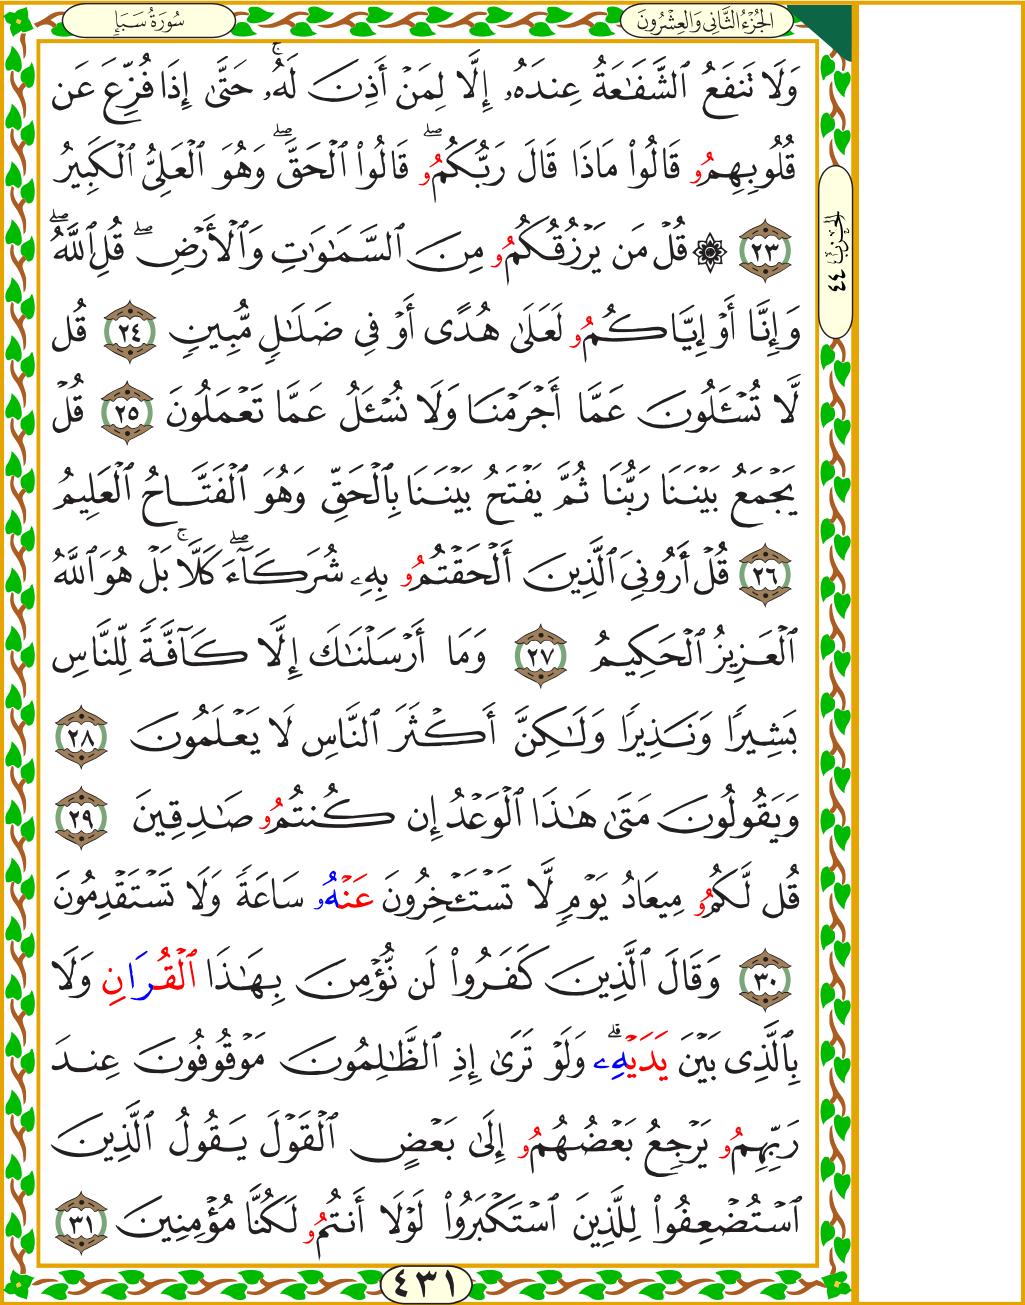 الجُزْءُ الثَّانِي وَالعِشْرُونَ
سُورَةُ سَبَإٍ
وَلَا تَنفَعُ ٱلشَّفَٰعَةُ عِندَهُۥ إِلَّا لِمَنْ أَذِنَ لَهُۥۚ حَتَّىٰٓ إِذَا فُزِّعَ عَن
قُلُوبِهِمُۥ قَالُوا۟ مَاذَا قَالَ رَبُّكُمُۥۖ قَالُوا۟ ٱلْحَقَّۖ وَهُوَ ٱلْعَلِىُّ ٱلْكَبِيرُ
٢٣ ۞ قُلْ مَن يَرْزُقُكُمُۥ مِنَ ٱلسَّمَٰوَٰتِ وَٱلْأَرْضِۖ قُلِ ٱللَّهُۖ
وَإِنَّا أَوْ إِيَّاكُمُۥ لَعَلَىٰ هُدًى أَوْ فِى ضَلَٰلٍ مُّبِينٍ ٢٤ قُل
لَّا تُسْـَٔلُونَ عَمَّا أَجْرَمْنَا وَلَا نُسْـَٔلُ عَمَّا تَعْمَلُونَ ٢٥ قُلْ
يَجْمَعُ بَيْنَنَا رَبُّنَا ثُمَّ يَفْتَحُ بَيْنَنَا بِٱلْحَقِّ وَهُوَ ٱلْفَتَّاحُ ٱلْعَلِيمُ
٢٦ قُلْ أَرُونِىَ ٱلَّذِينَ أَلْحَقْتُمُۥ بِهِۦ شُرَكَآءَۖ كَلَّاۚ بَلْ هُوَ ٱللَّهُ
ٱلْعَزِيزُ ٱلْحَكِيمُ ٢٧ وَمَا أَرْسَلْنَٰكَ إِلَّا كَآفَّةً لِّلنَّاسِ
بَشِيرًا وَنَذِيرًا وَلَٰكِنَّ أَكْثَرَ ٱلنَّاسِ لَا يَعْلَمُونَ ٢٨
وَيَقُولُونَ مَتَىٰ هَٰذَا ٱلْوَعْدُ إِن كُنتُمُۥ صَٰدِقِينَ ٢٩
قُل لَّكُمُۥ مِيعَادُ يَوْمٍ لَّا تَسْتَـْٔخِرُونَ عَنْهُۥ سَاعَةً وَلَا تَسْتَقْدِمُونَ
٣٠ وَقَالَ ٱلَّذِينَ كَفَرُوا۟ لَن نُّؤْمِنَ بِهَٰذَا ٱلْقُرَانِ وَلَا
بِٱلَّذِى بَيْنَ يَدَيْهِۦۗ وَلَوْ تَرَىٰ إِذِ ٱلظَّٰلِمُونَ مَوْقُوفُونَ عِندَ
رَبِّهِمُۥ يَرْجِعُ بَعْضُهُمُۥ إِلَىٰ بَعْضٍ ٱلْقَوْلَ يَقُولُ ٱلَّذِينَ
ٱسْتُضْعِفُوا۟ لِلَّذِينَ ٱسْتَكْبَرُوا۟ لَوْلَا أَنتُمُۥ لَكُنَّا مُؤْمِنِينَ ٣١
الحِزْبُ ٤٤
٤٣١